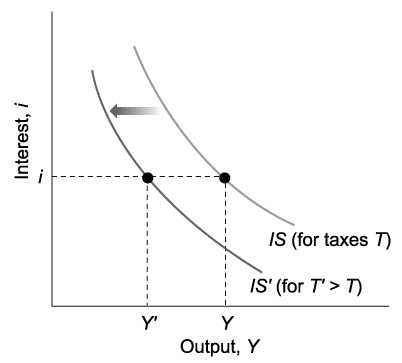 Interest, i
i
IS (for taxes T)
IS' (for T' > T)
Y' Y
Output, Y